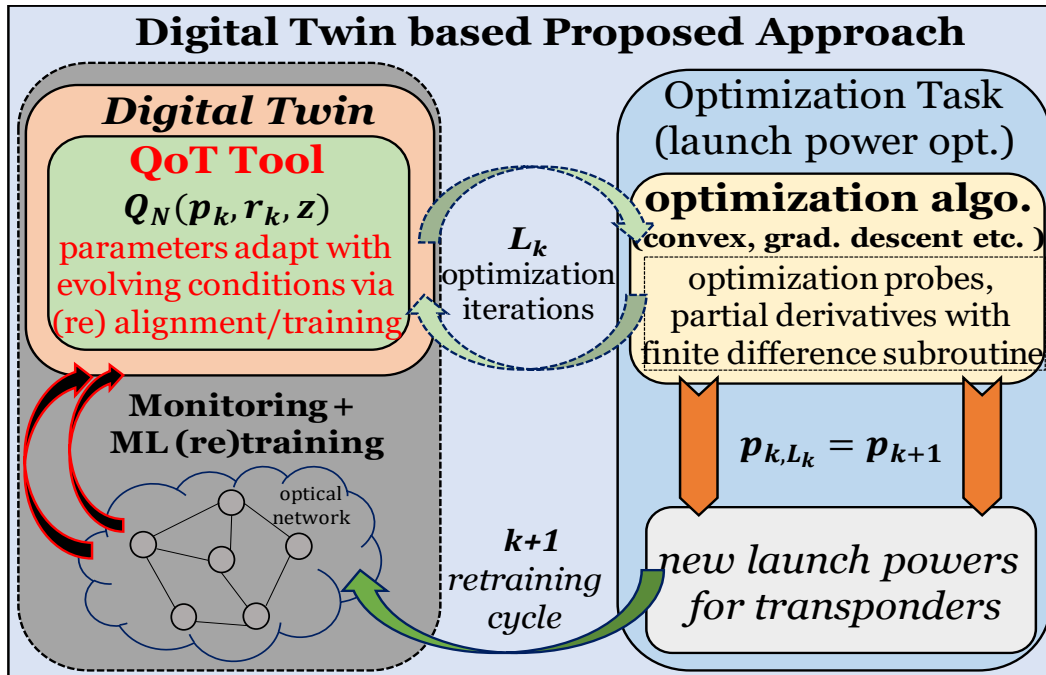 Digital Twin based Proposed Approach
Digital Twin
QoT Tool
Q_N(p_k, r_k, z)
parameters adapt with
evolving conditions via
(re) alignment/training
Monitoring +
ML (re)training
optical
network
L_k
optimization
iterations
k+1
retraining
cycle
Optimization Task
(launch power opt.)
optimization algo.
(convex, grad. descent etc. )
optimization probes,
partial derivatives with
finite difference subroutine
p_{k,L_k} = p_{k+1}
new launch powers
for transponders